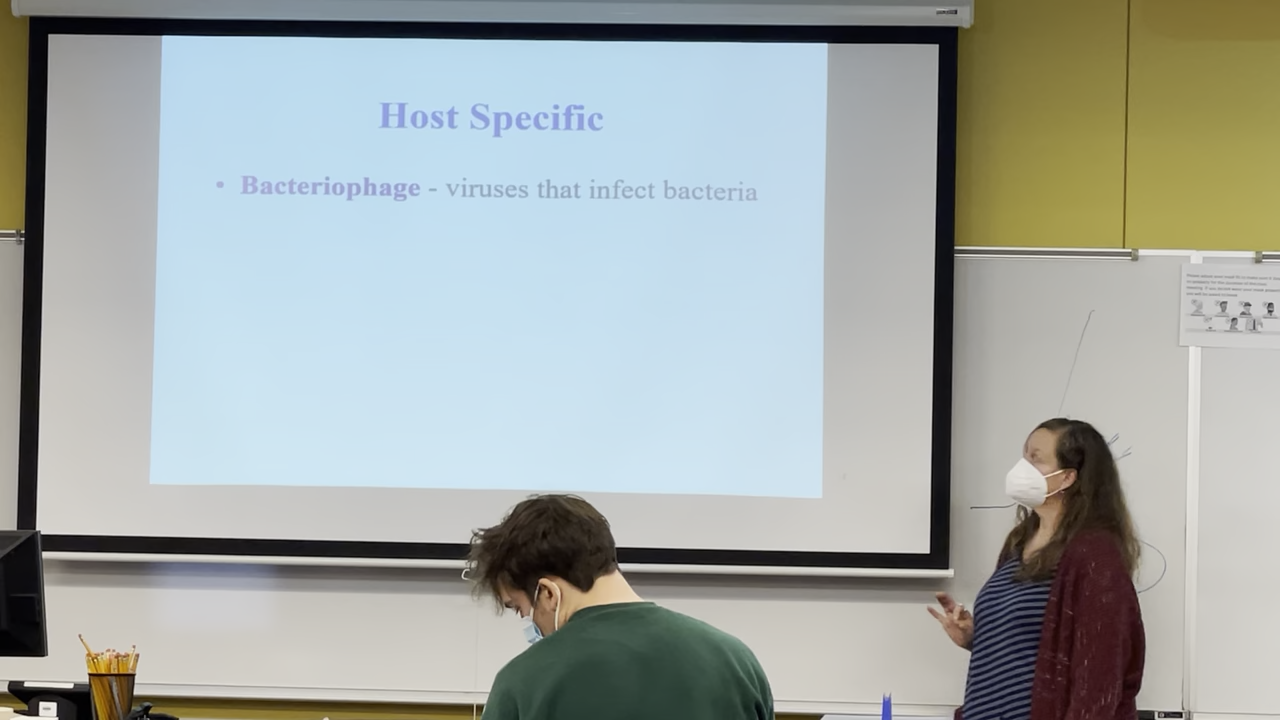 Host Specific
• Bacteriophage - viruses that infect bacteria